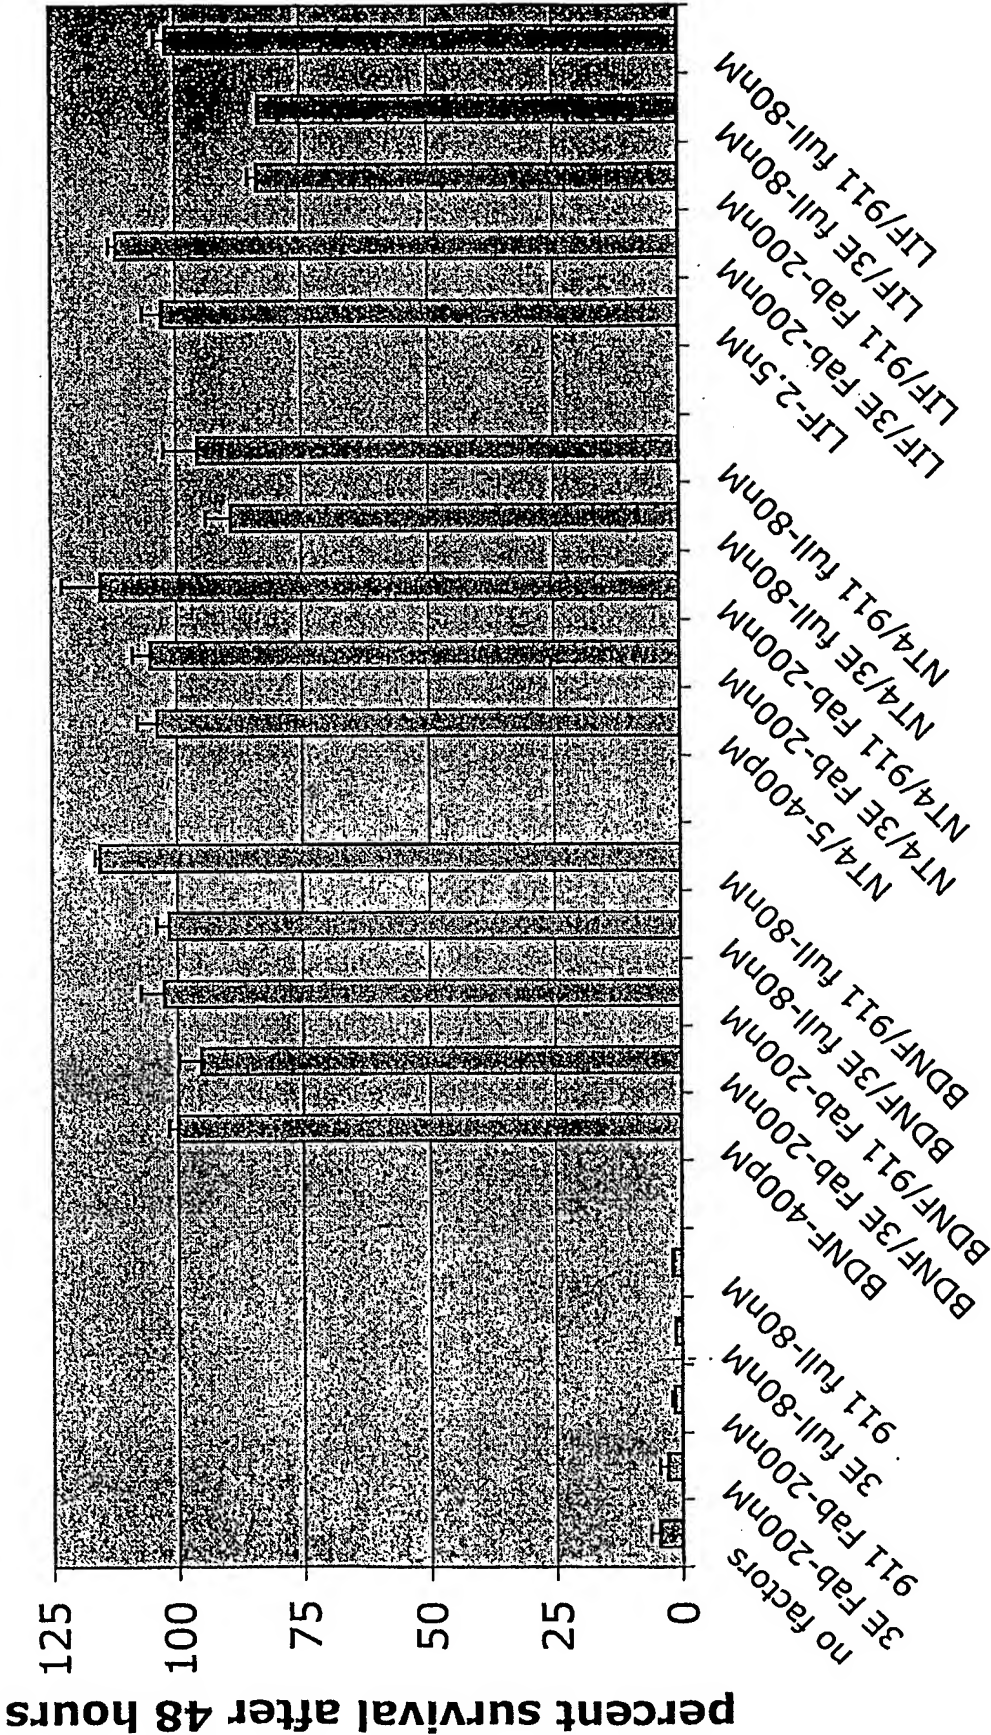 percent survival after 48 hours
125
100
75
50
25
0
no factors
3E Fab-200nM
911 Fab-200nM
3E full-80nM
911 full-80nM
BDNF-400pM
BDNF/3E Fab-200nM
BDNF/911 Fab-200nM
BDNF/3E full-80nM
BDNF/911 full-80nM
NT4/5-400pM
NT4/3E Fab-200nM
NT4/911 Fab-200nM
NT4/3E full-80nM
NT4/911 full-80nM
LIF-2.5nM
LIF/3E Fab-200nM
LIF/911 Fab-200nM
LIF/3E full-80nM
LIF/911 full-80nM